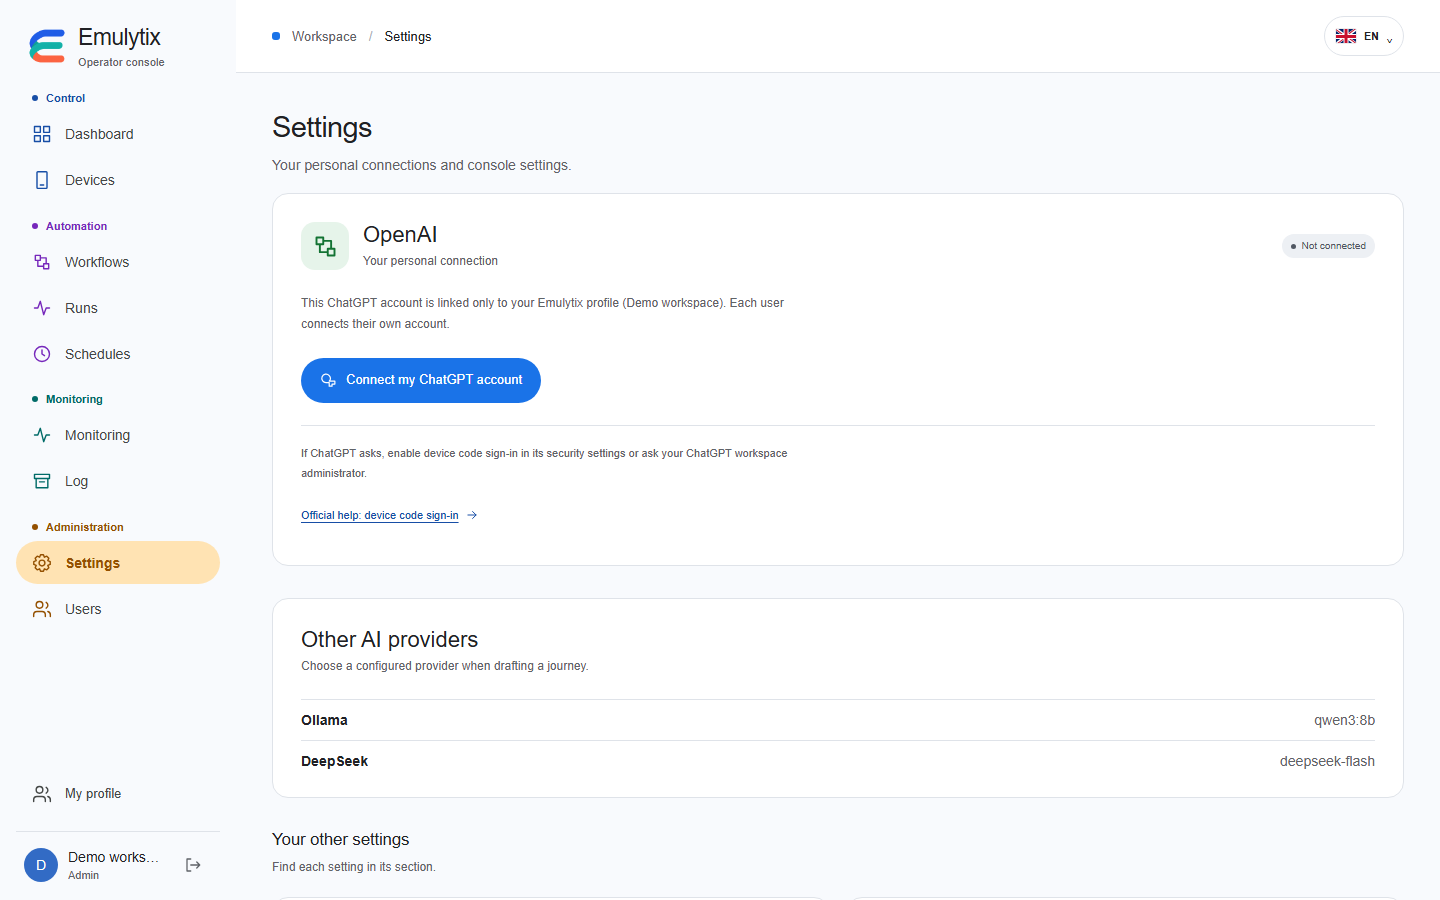 Emulytix
Operator console
Control
Dashboard
Devices
Automation
Workflows
Runs
Schedules
Monitoring
Monitoring
Log
Administration
Settings
Users
My profile
D
Demo works…
Admin
Workspace / Settings
EN
Settings
Your personal connections and console settings.
OpenAI
Your personal connection
Not connected
This ChatGPT account is linked only to your Emulytix profile (Demo workspace). Each user
connects their own account.
Connect my ChatGPT account
If ChatGPT asks, enable device code sign-in in its security settings or ask your ChatGPT workspace
administrator.
Official help: device code sign-in →
Other AI providers
Choose a configured provider when drafting a journey.
Ollama qwen3:8b
DeepSeek deepseek-flash
Your other settings
Find each setting in its section.